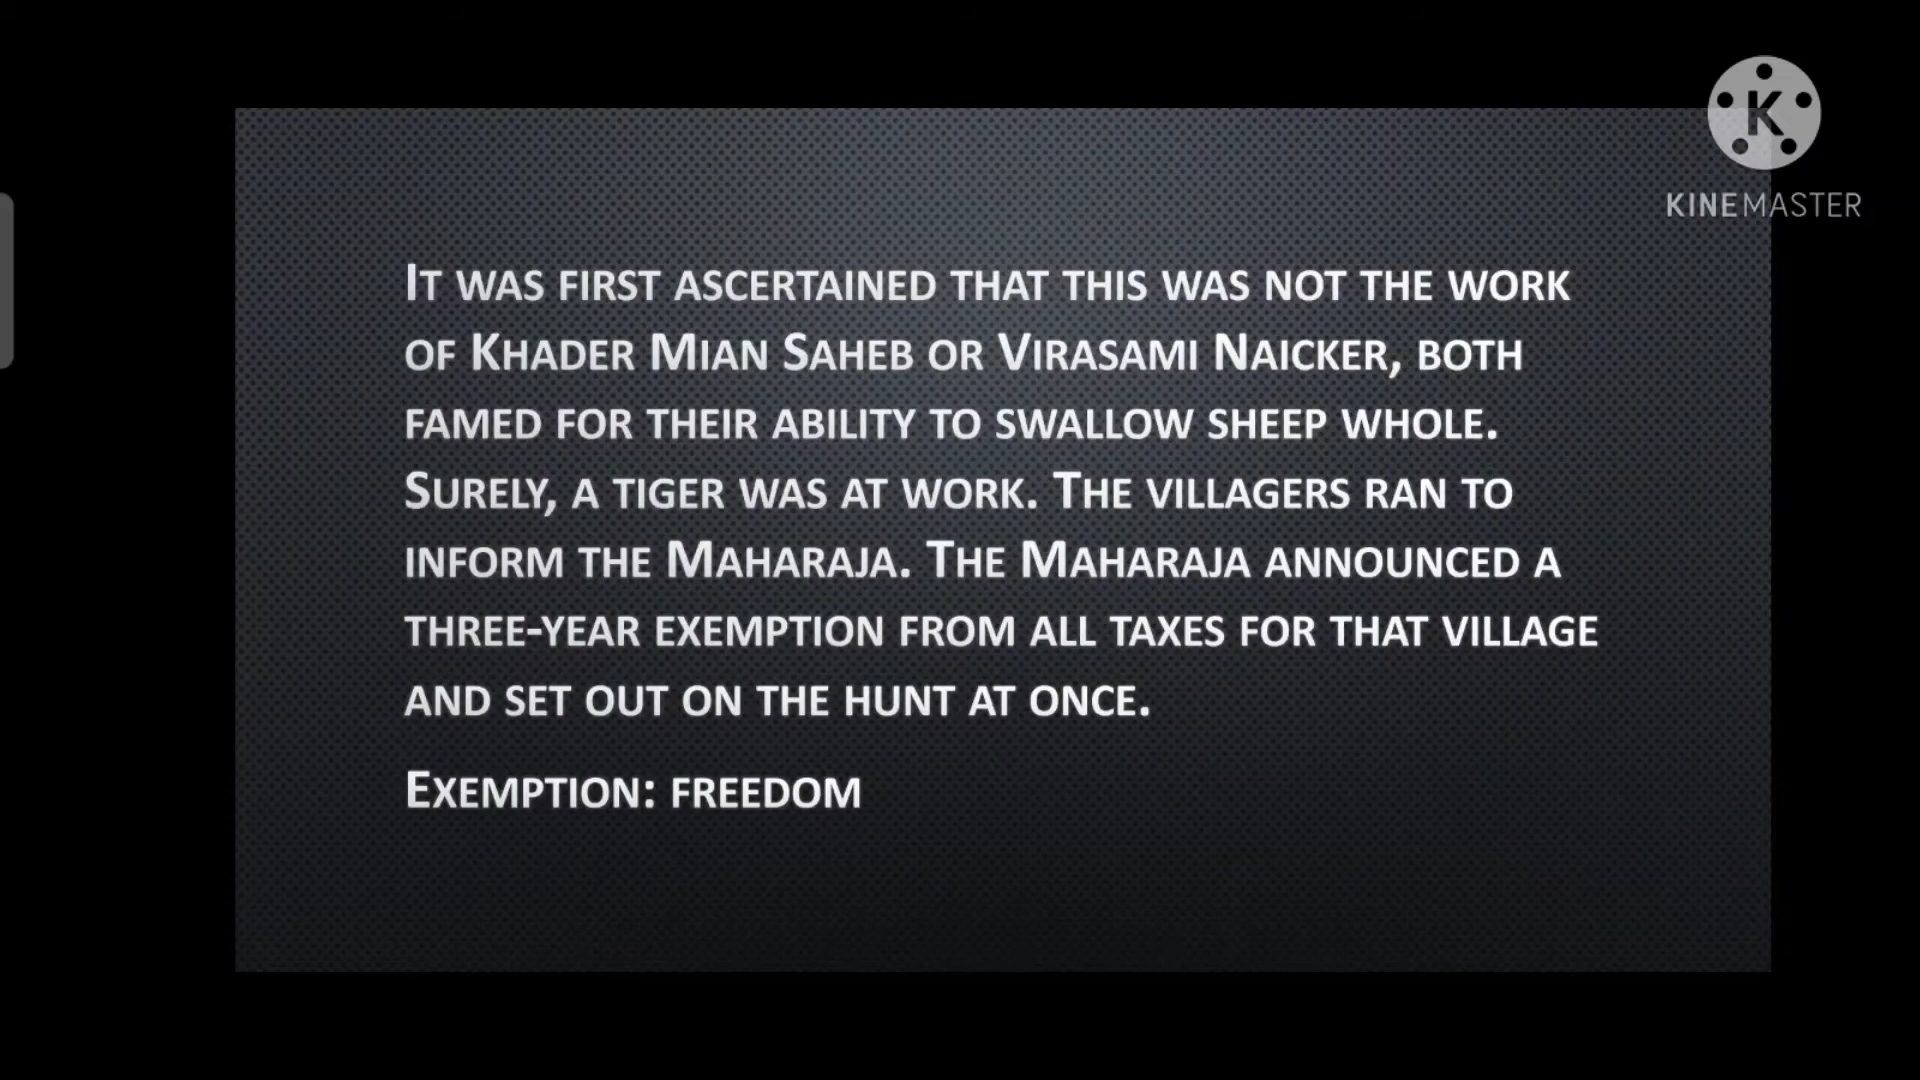 K
KINEMASTER
It was first ascertained that this was not the work
of Khader Mian Saheb or Virasami Naicker, both
famed for their ability to swallow sheep whole.
Surely, a tiger was at work. The villagers ran to
inform the Maharaja. The Maharaja announced a
three-year exemption from all taxes for that village
and set out on the hunt at once.
Exemption: freedom